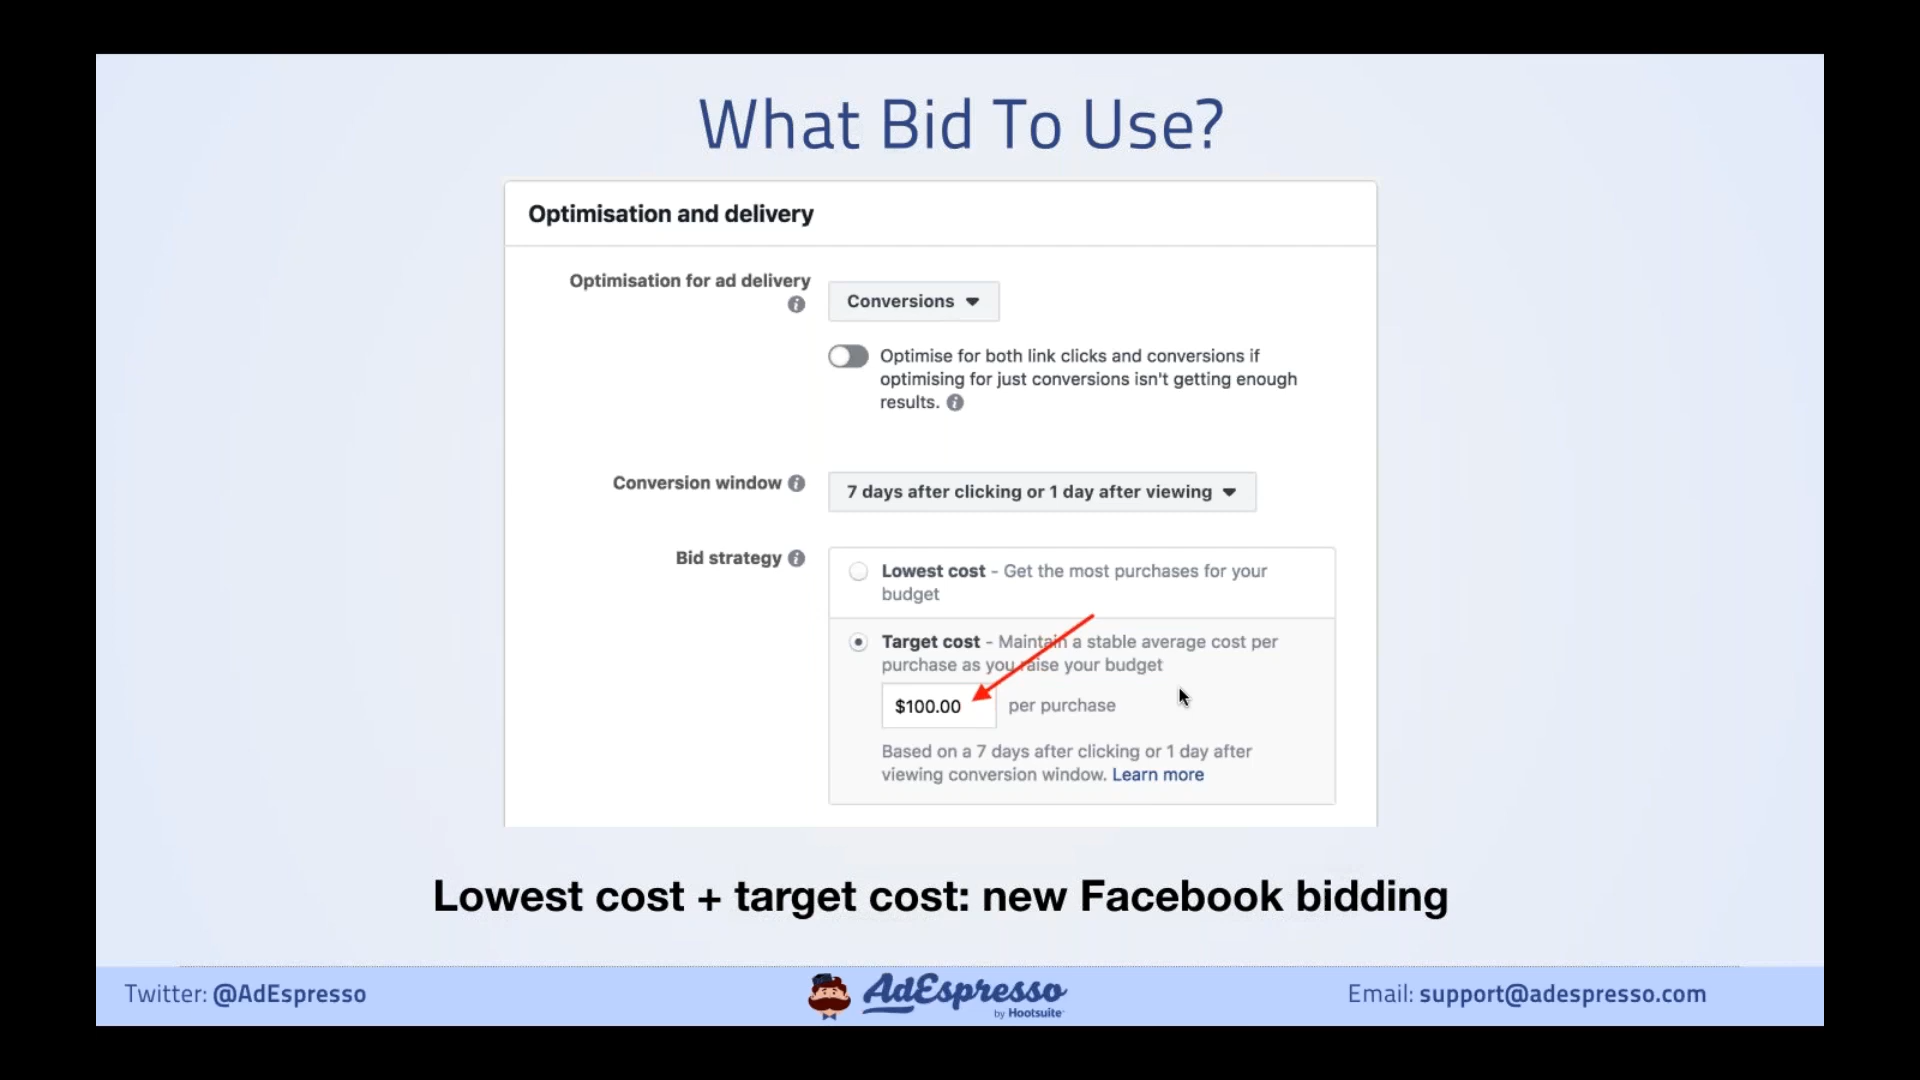 What Bid To Use?
Optimisation and delivery
Optimisation for ad delivery
Conversions
Optimise for both link clicks and conversions if
optimising for just conversions isn't getting enough
results.
Conversion window
7 days after clicking or 1 day after viewing
Bid strategy
Lowest cost - Get the most purchases for your
budget
Target cost - Maintain a stable average cost per
purchase as you raise your budget
$100.00 per purchase
Based on a 7 days after clicking or 1 day after
viewing conversion window. Learn more
Lowest cost + target cost: new Facebook bidding
Twitter: @AdEspresso
AdEspresso
by Hootsuite
Email: support@adespresso.com